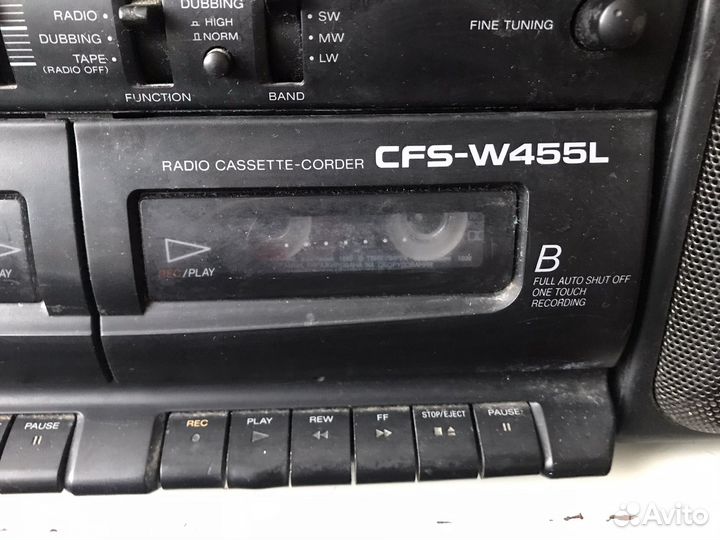 DUBBING
HIGH
NORM
RADIO
DUBBING
TAPE
(RADIO OFF)
FUNCTION
SW
MW
LW
BAND
FINE TUNING
RADIO CASSETTE-CORDER CFS-W455L
REC/PLAY
B
FULL AUTO SHUT OFF
ONE TOUCH
RECORDING
PAUSE
REC
PLAY
REW
FF
STOP/EJECT
PAUSE
Avito